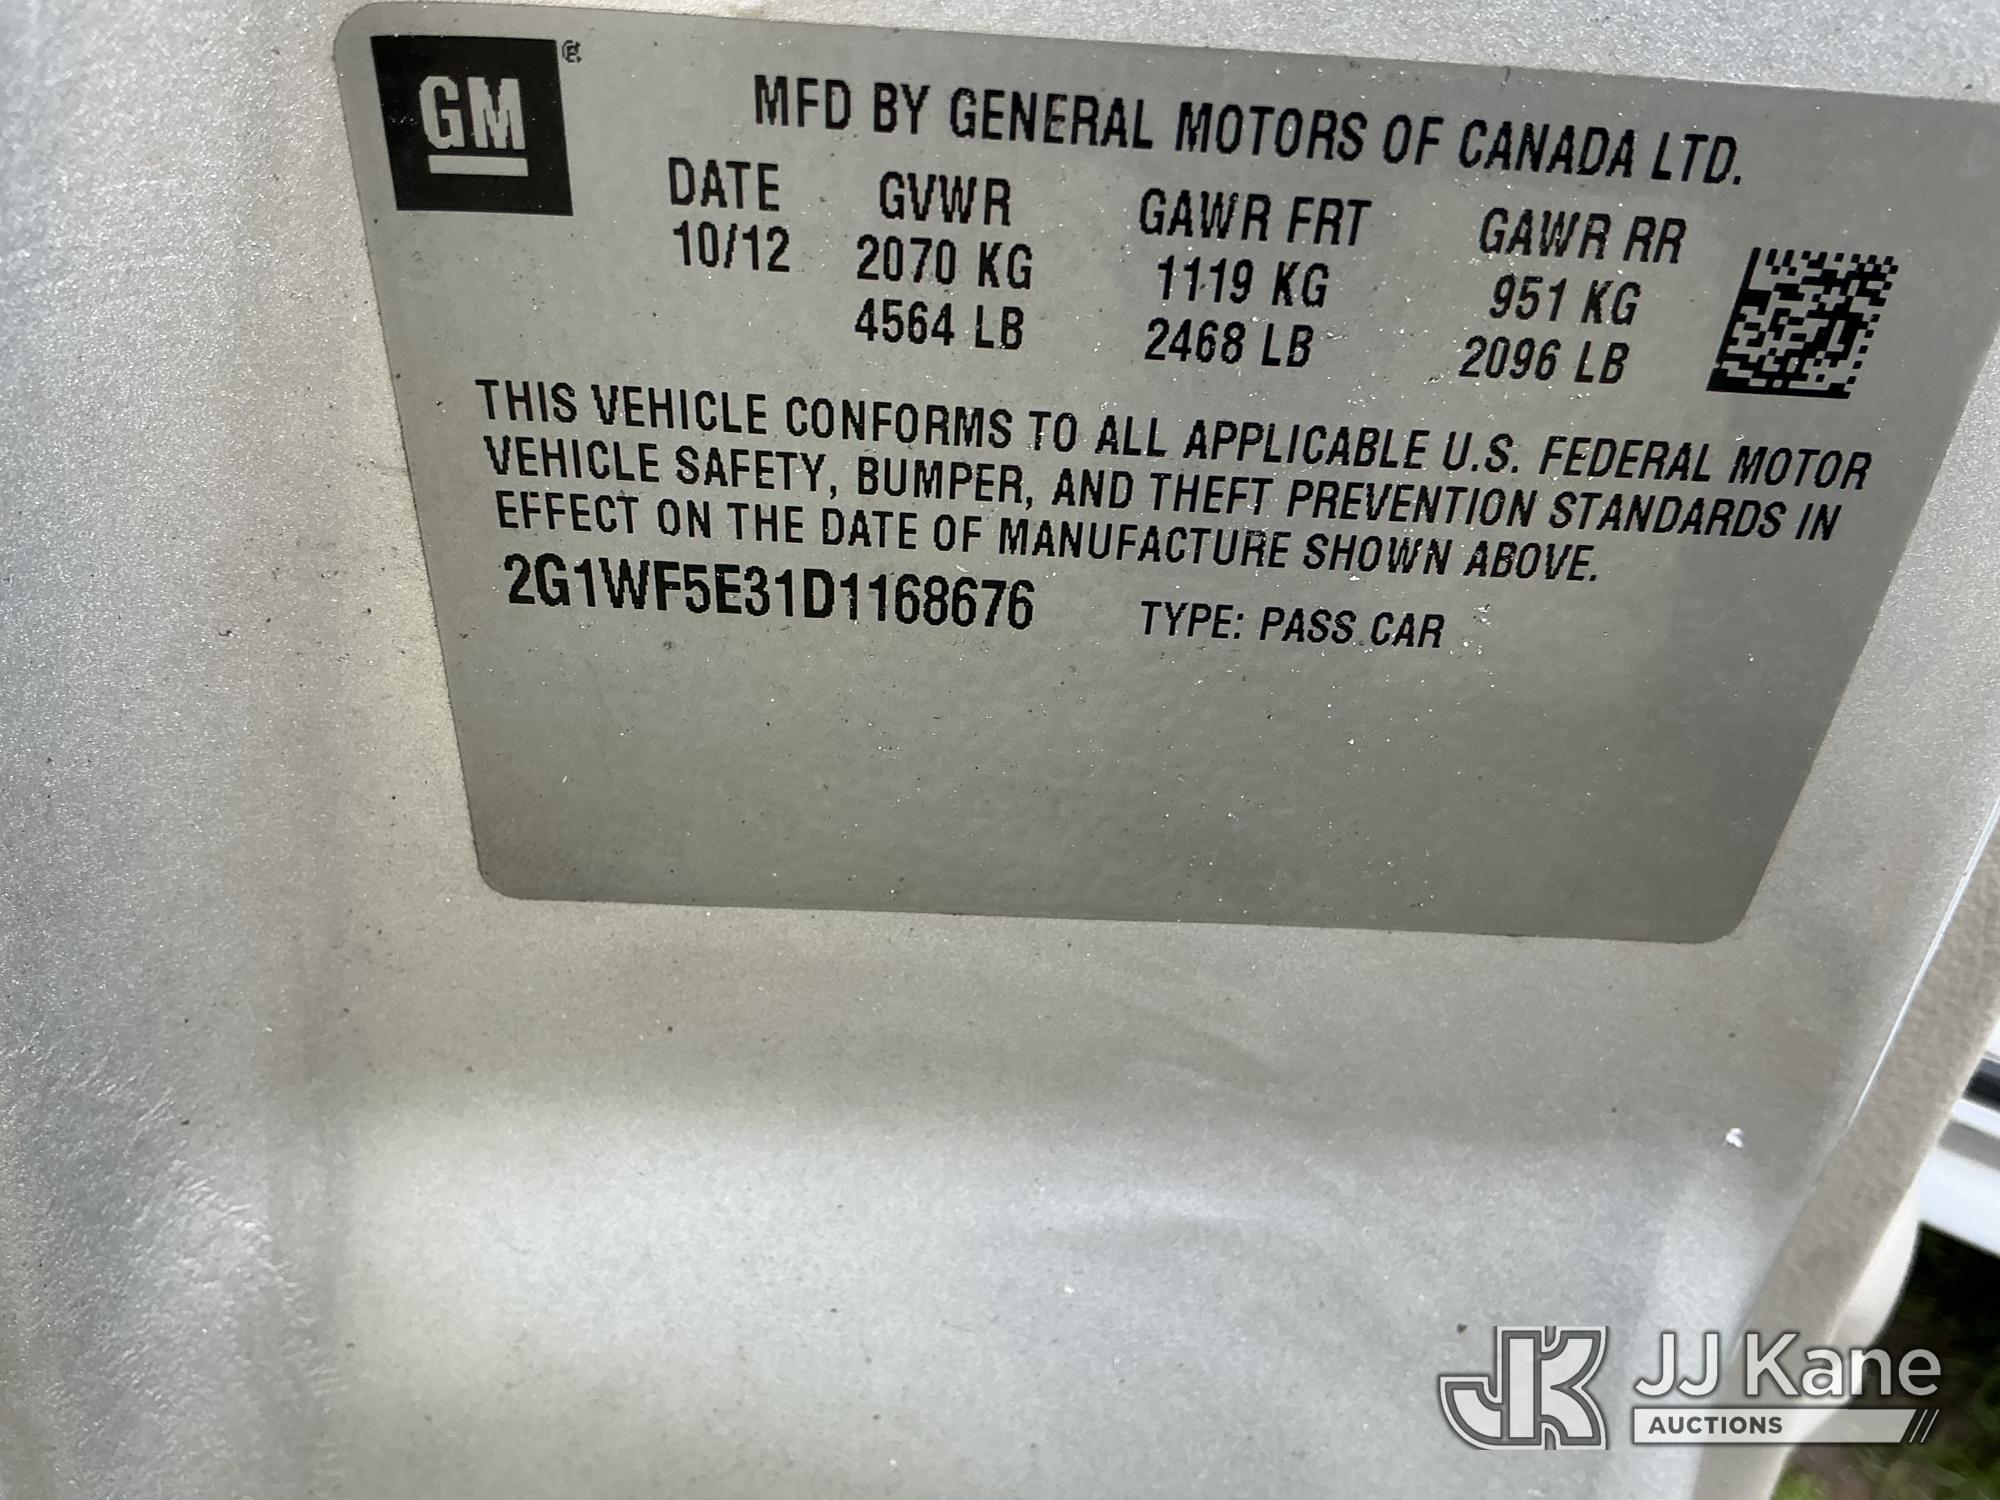 GM
MFD BY GENERAL MOTORS OF CANADA LTD.
DATE GVWR GAWR FRT GAWR RR
10/12 2070 KG 1119 KG 951 KG
4564 LB 2468 LB 2096 LB
THIS VEHICLE CONFORMS TO ALL APPLICABLE U.S. FEDERAL MOTOR
VEHICLE SAFETY, BUMPER, AND THEFT PREVENTION STANDARDS IN
EFFECT ON THE DATE OF MANUFACTURE SHOWN ABOVE.
2G1WF5E31D1168676 TYPE: PASS CAR
JK JJ Kane
AUCTIONS